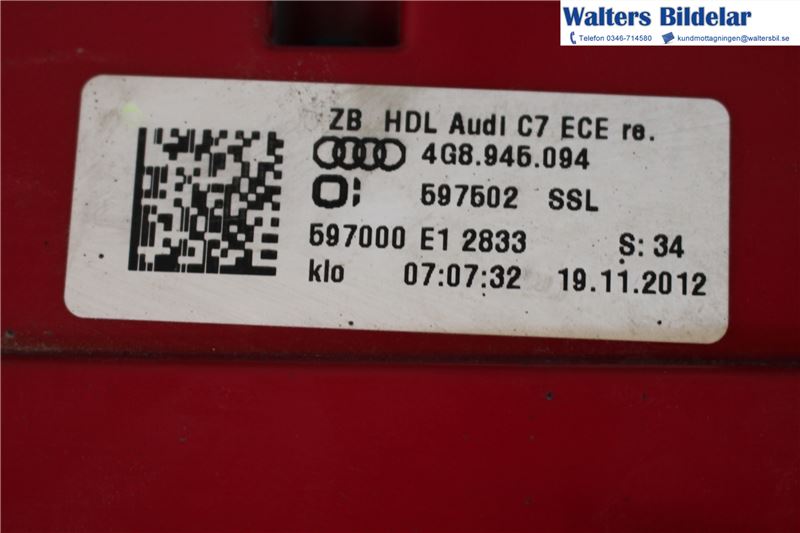 Walters Bildelar
Telefon 0346-714580 kundmottagningen@waltersbil.se
ZB HDL Audi C7 ECE re.
4G8.945.094
597502 SSL
597000 E1 2833 S: 34
klo 07:07:32 19.11.2012